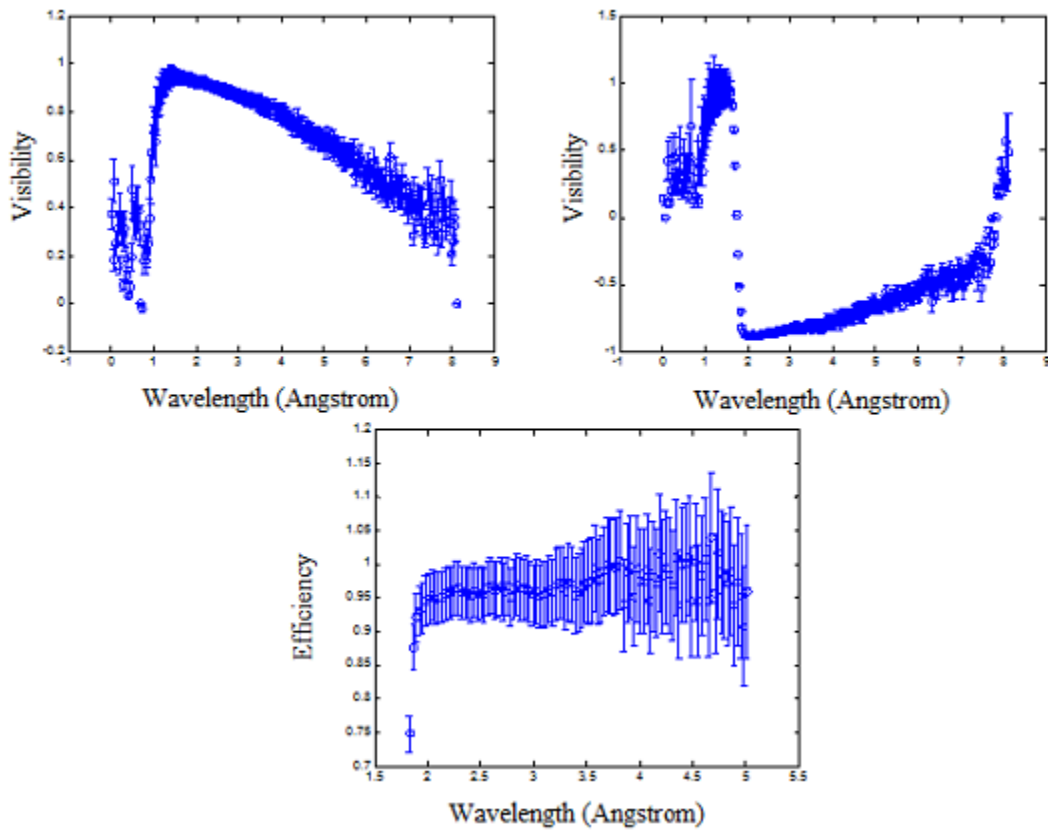 1.2
1
0.8
0.6
0.4
0.2
0
-0.2
Visibility
-1 0 1 2 3 4 5 6 7 8 9
Wavelength (Angstrom)
1.5
1
0.5
0
-0.5
-1
Visibility
-1 0 1 2 3 4 5 6 7 8 9
Wavelength (Angstrom)
1.2
1.15
1.1
1.05
1
0.95
0.9
0.85
0.8
0.75
0.7
Efficiency
1.5 2 2.5 3 3.5 4 4.5 5 5.5
Wavelength (Angstrom)